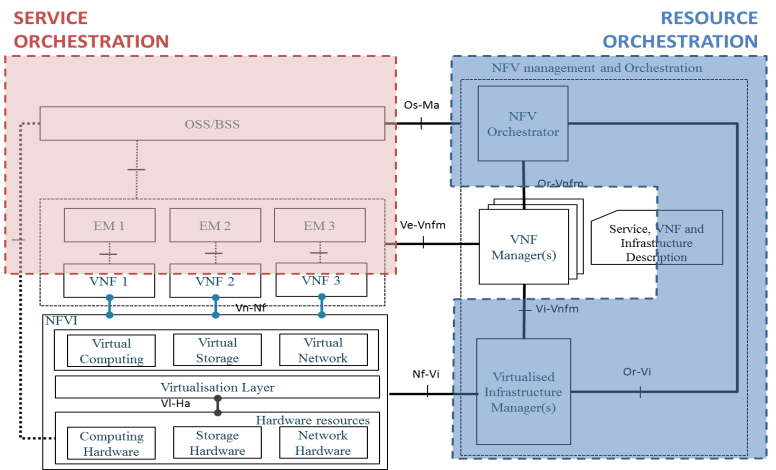 SERVICE
ORCHESTRATION
RESOURCE
ORCHESTRATION
NFV management and Orchestration
Os-Ma
OSS/BSS
NFV
Orchestrator
Or-Vnfm
EM 1
EM 2
EM 3
Ve-Vnfm
VNF
Manager(s)
Service, VNF and
Infrastructure
Description
VNF 1
VNF 2
VNF 3
Vn-Nf
Vi-Vnfm
NFVI
Virtual
Computing
Virtual
Storage
Virtual
Network
Nf-Vi
Virtualised
Infrastructure
Manager(s)
Or-Vi
Virtualisation Layer
Vl-Ha
Hardware resources
Computing
Hardware
Storage
Hardware
Network
Hardware